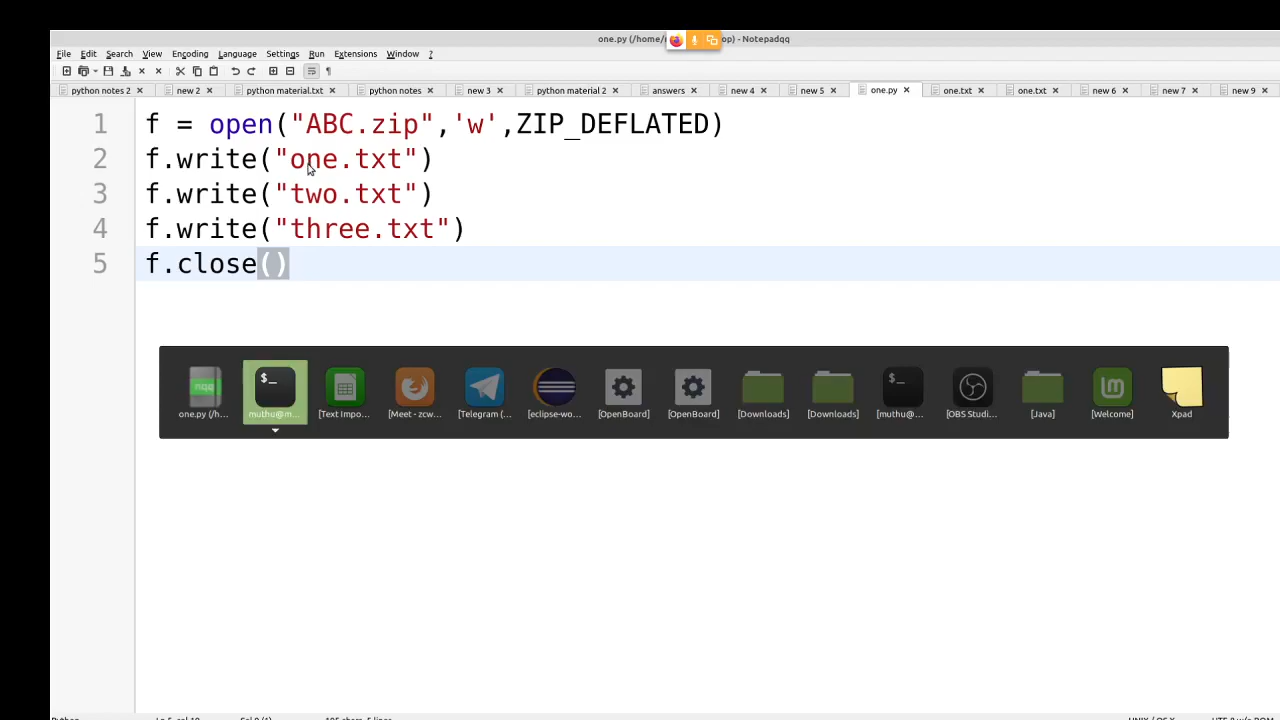 one.py (/home/ op) - Notepadqq
File Edit Search View Encoding Language Settings Run Extensions Window ?
python notes 2 new 2 python material.txt python notes new 3 python material 2 answers new 4 new 5 one.py one.txt one.txt new 6 new 7 new 9
1 f = open("ABC.zip",'w',ZIP_DEFLATED)
2 f.write("one.txt")
3 f.write("two.txt")
4 f.write("three.txt")
5 f.close()
nqq $_ $_ lm
one.py (/h... muthu@m... [Text Impo... [Meet - zcw... [Telegram (... [eclipse-wo... [OpenBoard] [OpenBoard] [Downloads] [Downloads] [muthu@... [OBS Studi... [Java] [Welcome] Xpad